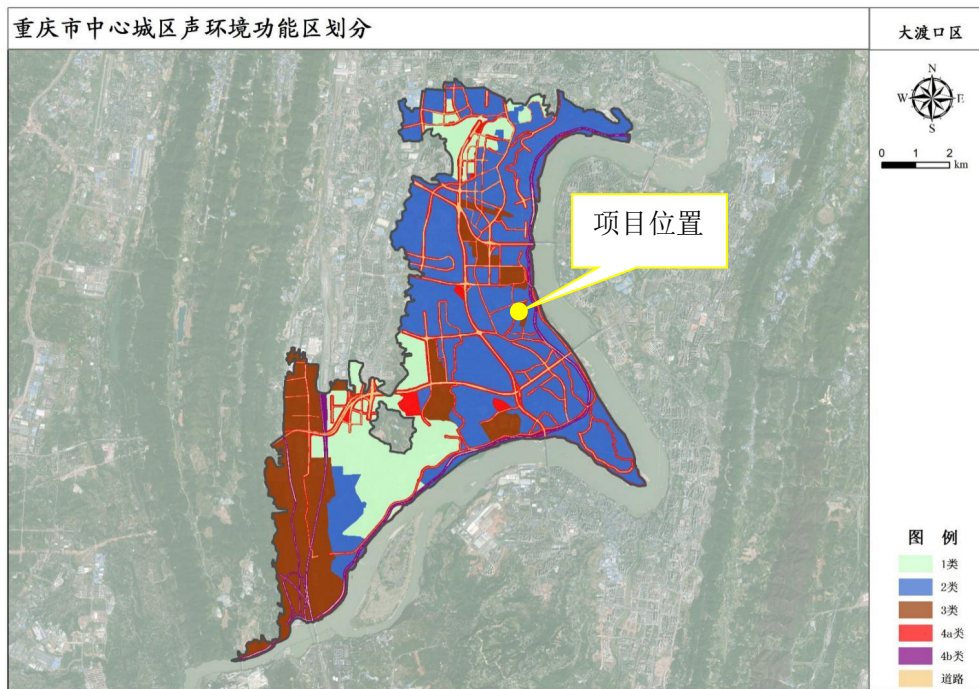 重庆市中心城区声环境功能区划分
大渡口区
N
W E
S
0 1 2
km
项目位置
图 例
1类
2类
3类
4a类
4b类
道路